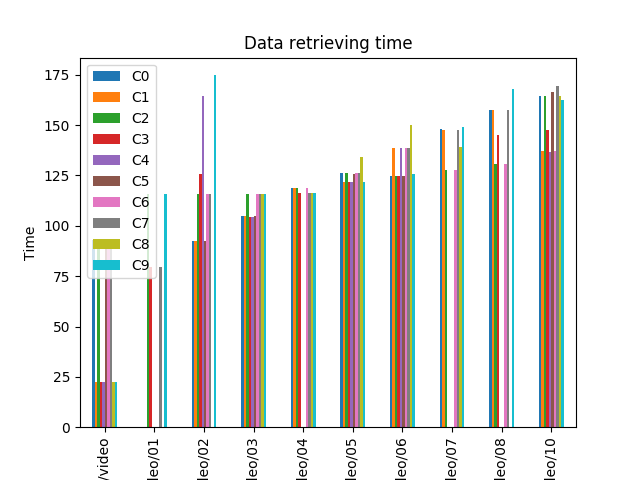 Data retrieving time
Time
175
150
125
100
75
50
25
0
C0
C1
C2
C3
C4
C5
C6
C7
C8
C9
/video
leo/01
leo/02
leo/03
leo/04
leo/05
leo/06
leo/07
leo/08
leo/10